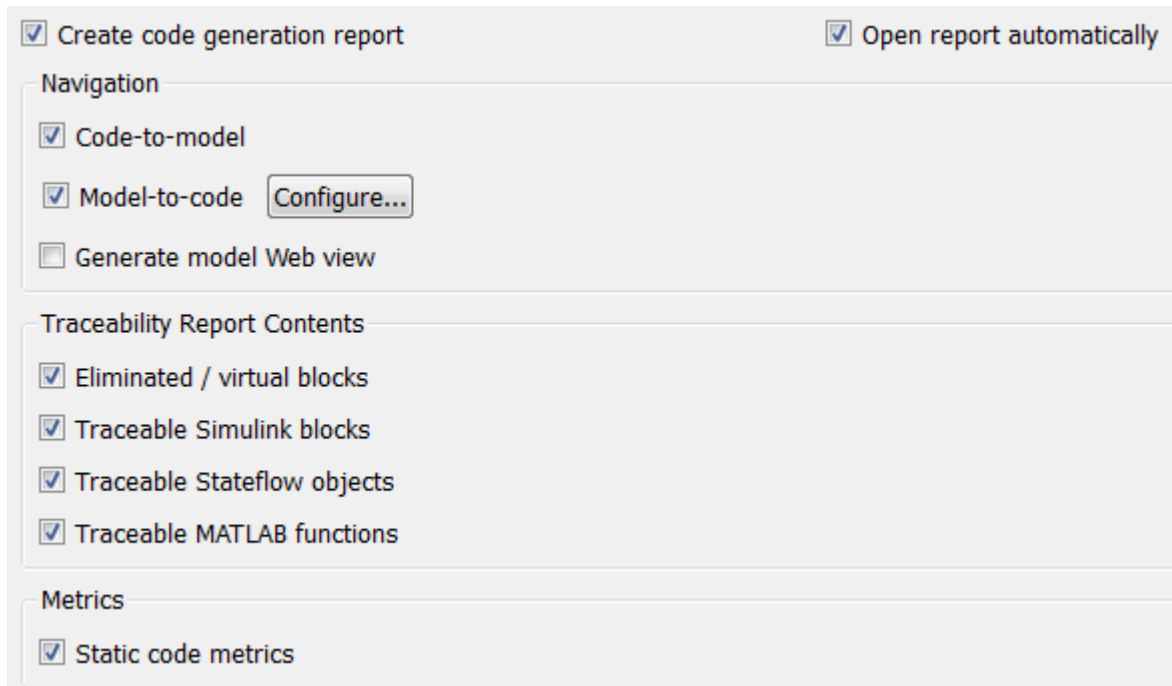 Create code generation report Open report automatically
Navigation
Code-to-model
Model-to-code Configure...
Generate model Web view
Traceability Report Contents
Eliminated / virtual blocks
Traceable Simulink blocks
Traceable Stateflow objects
Traceable MATLAB functions
Metrics
Static code metrics